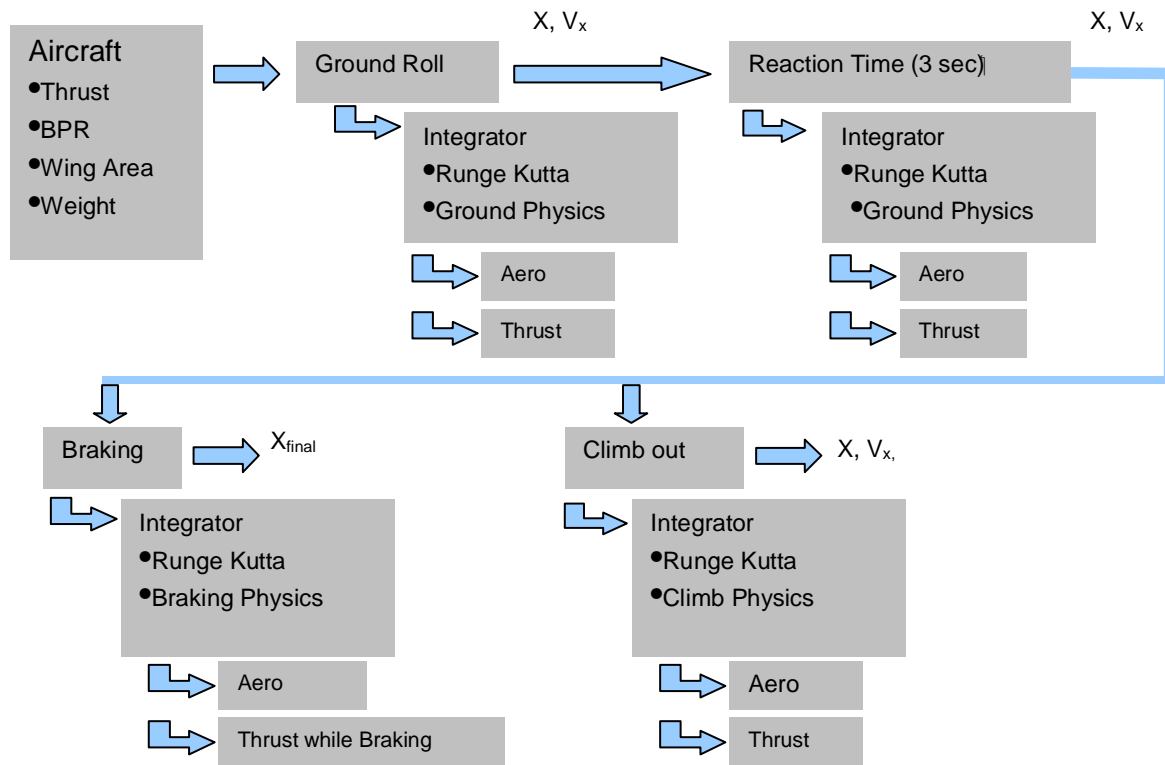 Aircraft
•Thrust
•BPR
•Wing Area
•Weight
Ground Roll
X, Vx
Integrator
•Runge Kutta
•Ground Physics
Aero
Thrust
Reaction Time (3 sec)
X, Vx
Integrator
•Runge Kutta
•Ground Physics
Aero
Thrust
Braking
Xfinal
Integrator
•Runge Kutta
•Braking Physics
Aero
Thrust while Braking
Climb out
X, Vx,
Integrator
•Runge Kutta
•Climb Physics
Aero
Thrust